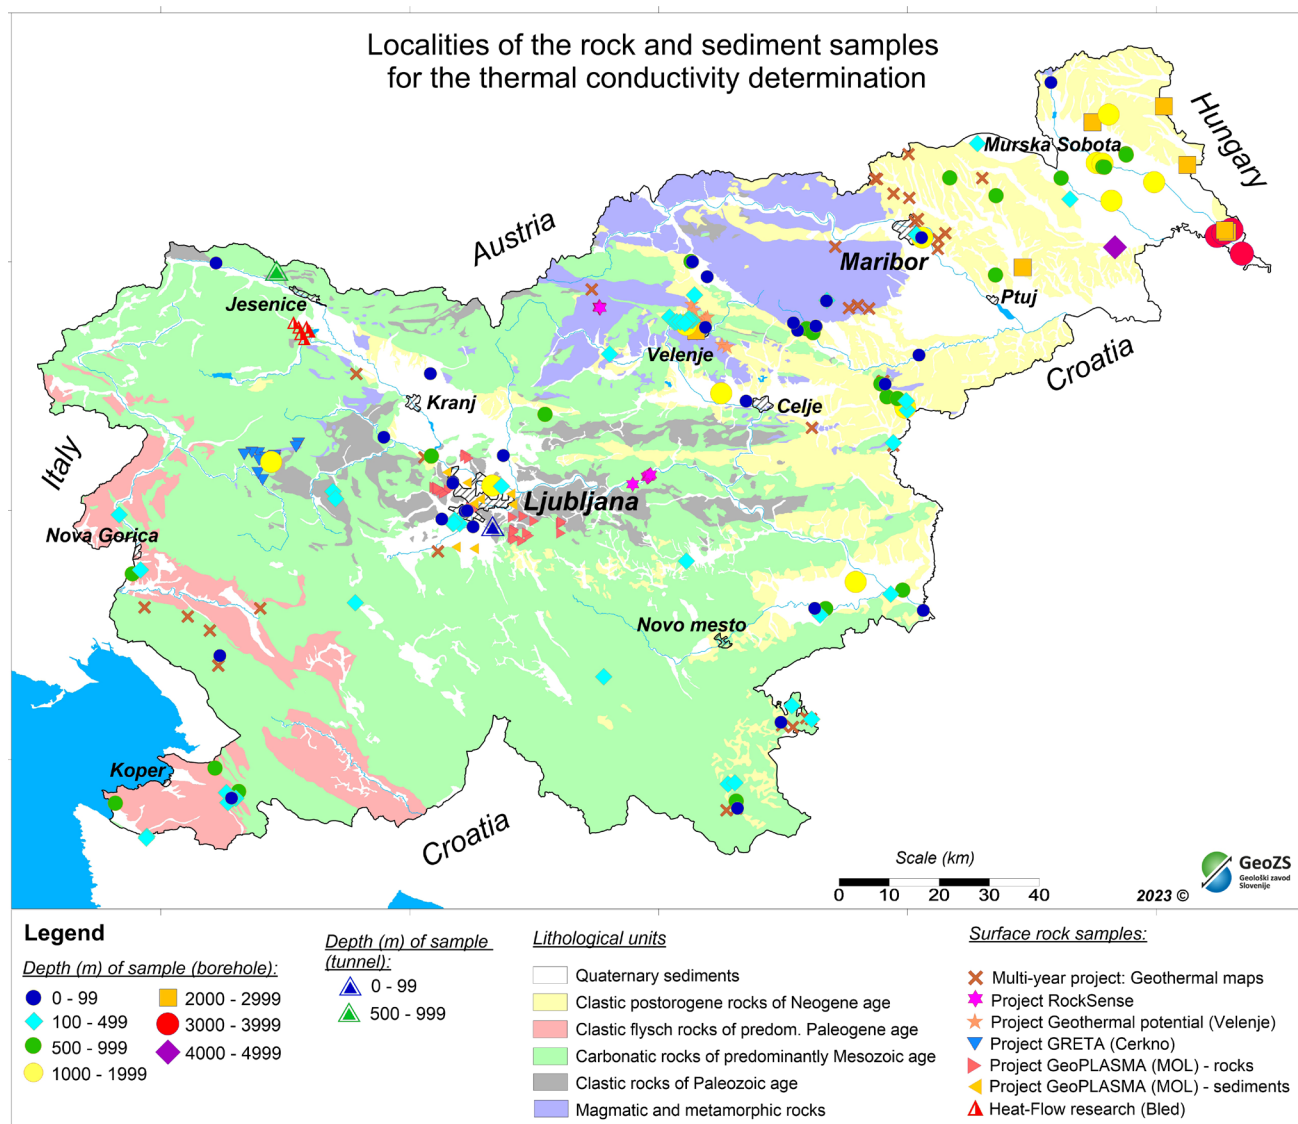 Localities of the rock and sediment samples
for the thermal conductivity determination
Hungary
Murska Sobota
Austria
Maribor
Jesenice
Ptuj
Velenje
Croatia
Kranj
Celje
Italy
Ljubljana
Nova Gorica
Novo mesto
Koper
Croatia
Scale (km)
0 10 20 30 40
GeoZS
Geološki zavod
Slovenije
2023 ©
Legend
Depth (m) of sample (borehole):
0 - 99
100 - 499
500 - 999
1000 - 1999
2000 - 2999
3000 - 3999
4000 - 4999
Depth (m) of sample
(tunnel):
0 - 99
500 - 999
Lithological units
Quaternary sediments
Clastic postorogene rocks of Neogene age
Clastic flysch rocks of predom. Paleogene age
Carbonatic rocks of predominantly Mesozoic age
Clastic rocks of Paleozoic age
Magmatic and metamorphic rocks
Surface rock samples:
Multi-year project: Geothermal maps
Project RockSense
Project Geothermal potential (Velenje)
Project GRETA (Cerkno)
Project GeoPLASMA (MOL) - rocks
Project GeoPLASMA (MOL) - sediments
Heat-Flow research (Bled)